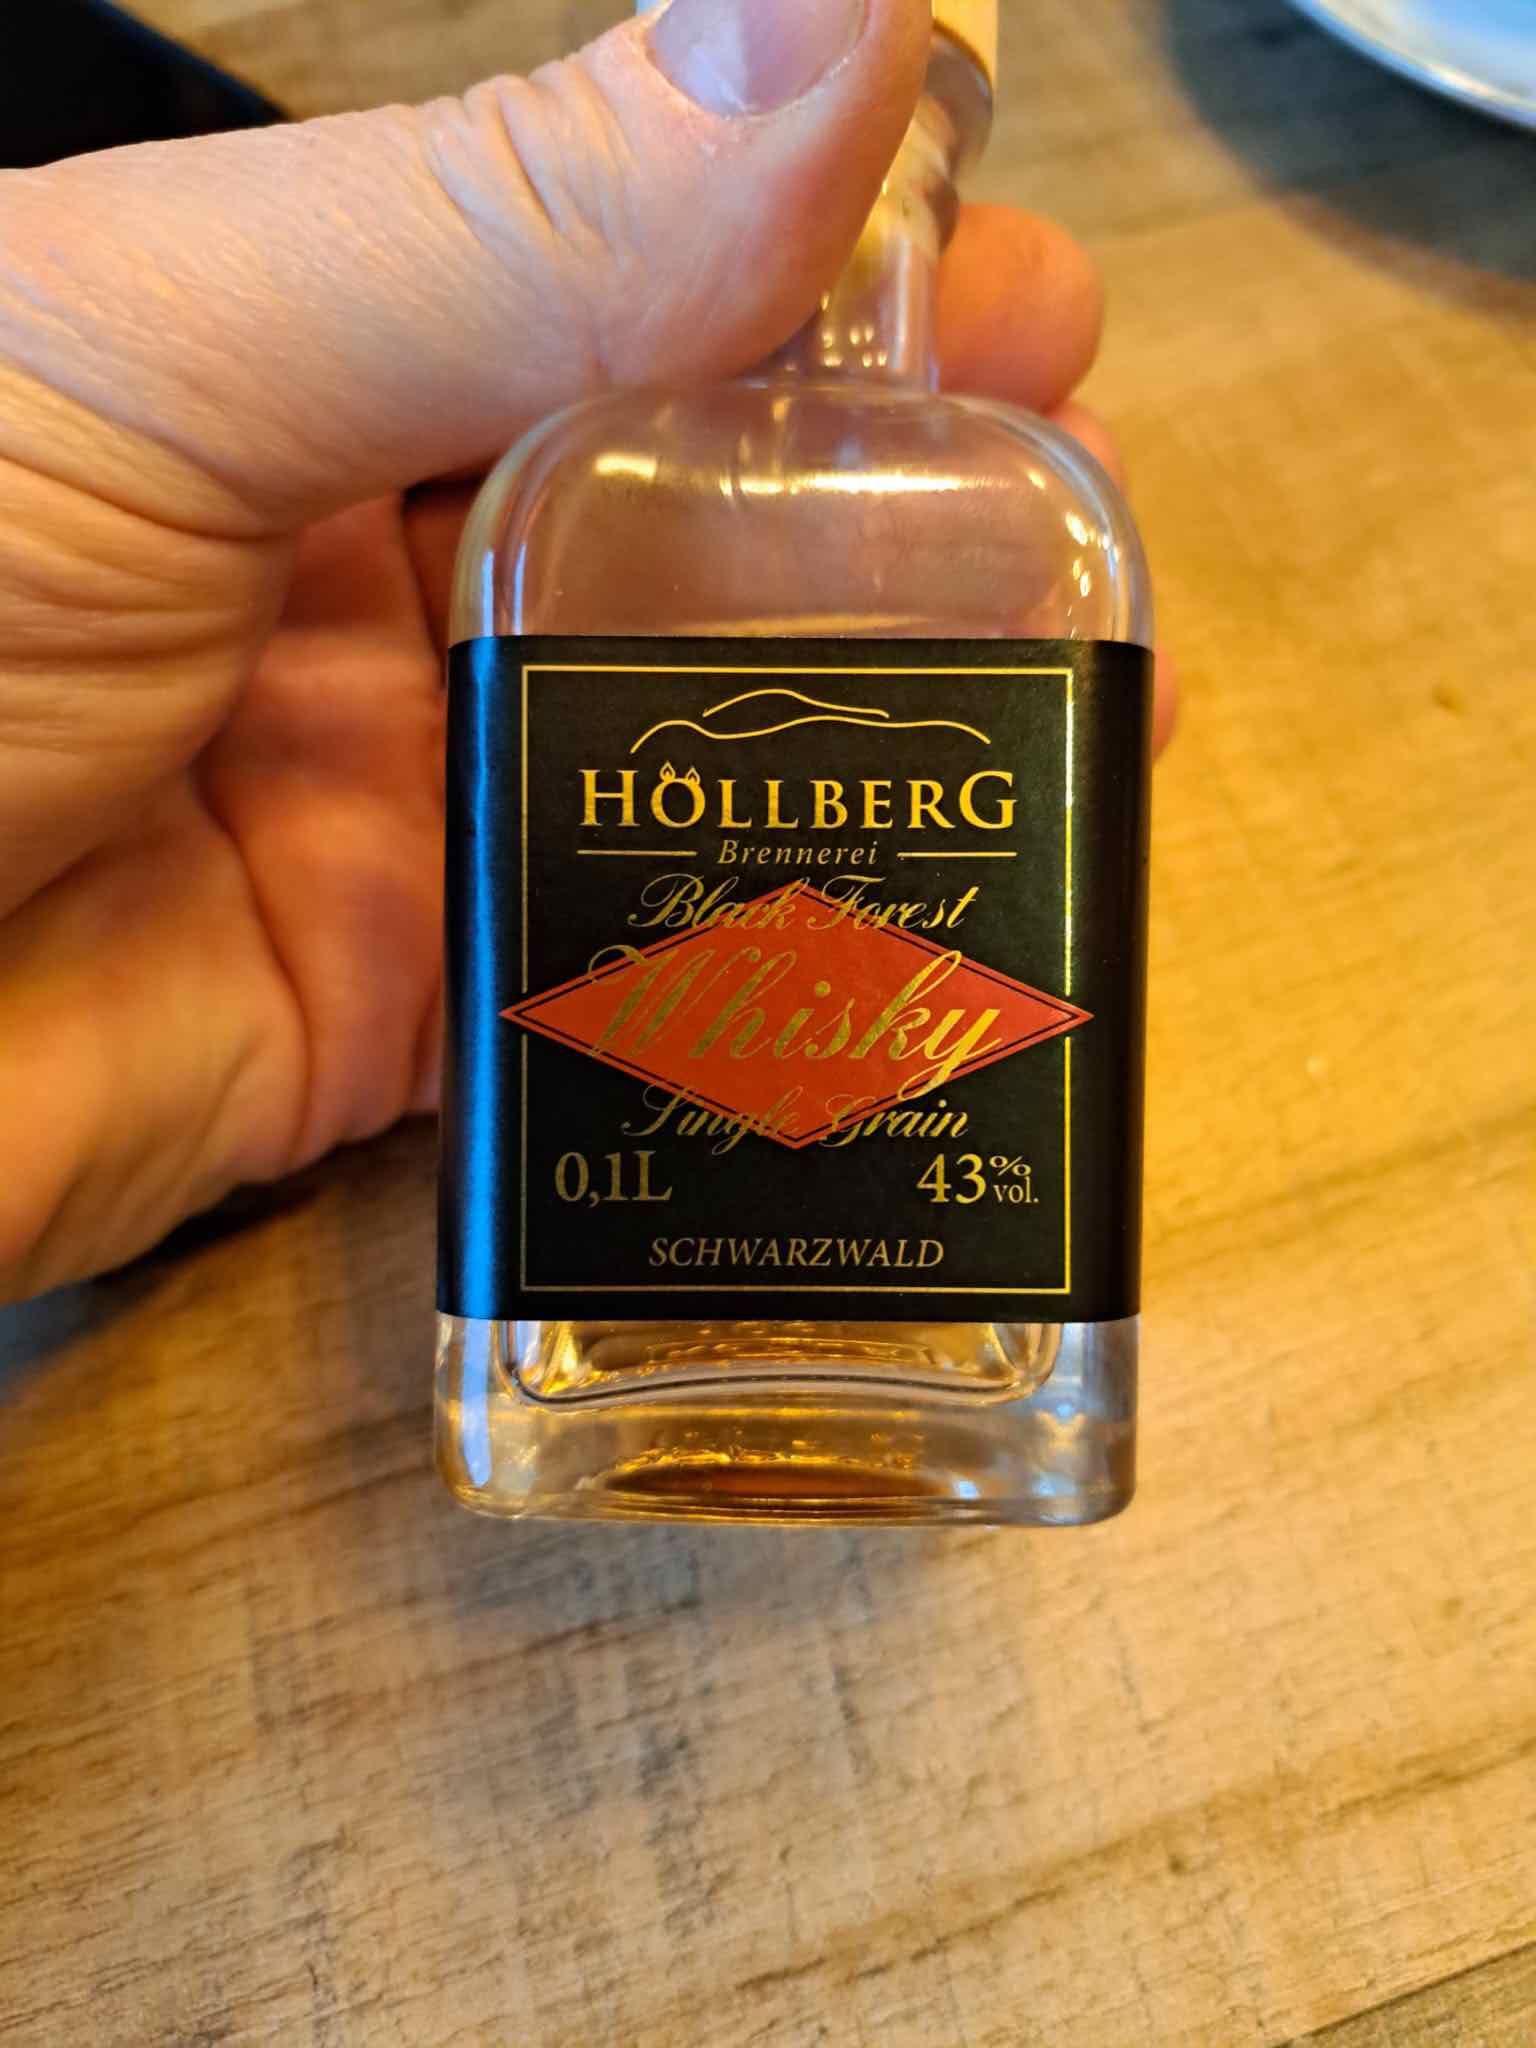 HÖLLBERG
Brennerei
Black Forest
Whisky
Single Grain
0,1L 43% vol.
SCHWARZWALD